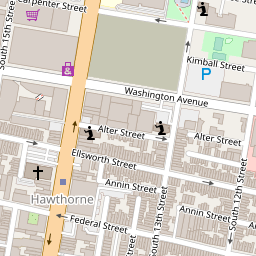 Carpenter Street
South 15th Street
Kimball Street
P
Washington Avenue
Alter Street
Alter Street
Ellsworth Street
Annin Street
Annin Street
Hawthorne
Federal Street
South 13th Street
South 12th Street